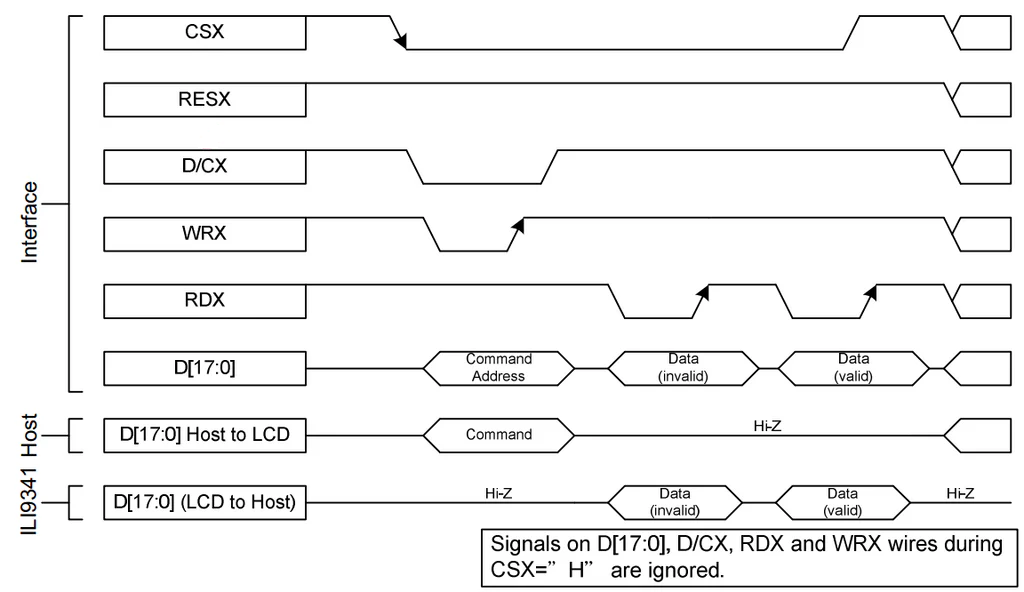 Interface
CSX
RESX
D/CX
WRX
RDX
D[17:0]
Command
Address
Data
(invalid)
Data
(valid)
Host
D[17:0] Host to LCD
Command
Hi-Z
ILI9341
D[17:0] (LCD to Host)
Hi-Z
Data
(invalid)
Data
(valid)
Hi-Z
Signals on D[17:0], D/CX, RDX and WRX wires during
CSX=”H” are ignored.